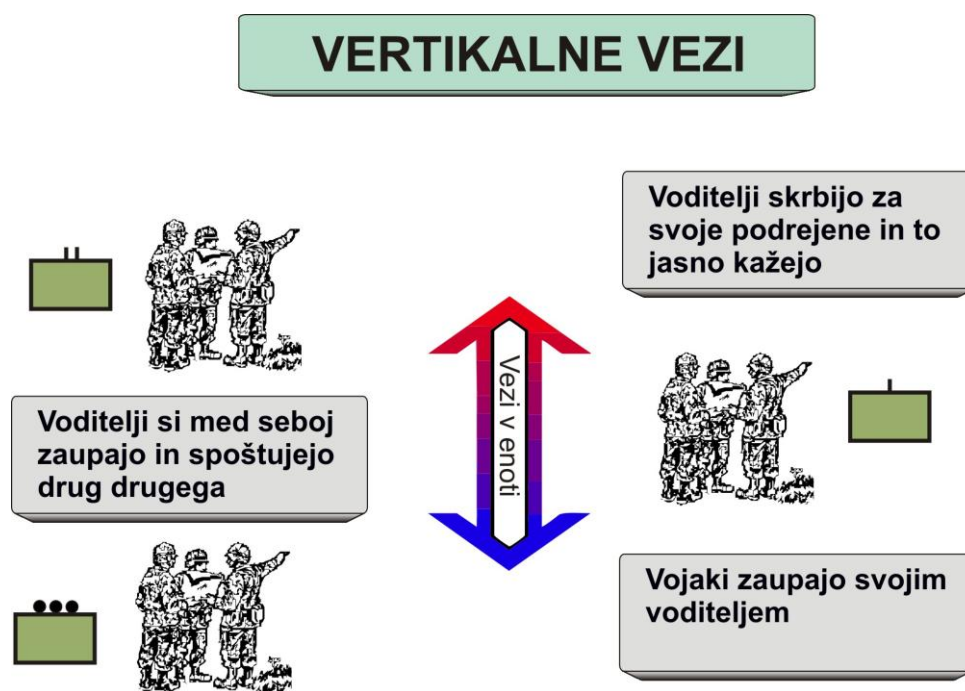 VERTIKALNE VEZI
Voditelji skrbijo za
svoje podrejene in to
jasno kažejo
Vezi v enoti
Voditelji si med seboj
zaupajo in spoštujejo
drug drugega
Vojaki zaupajo svojim
voditeljem